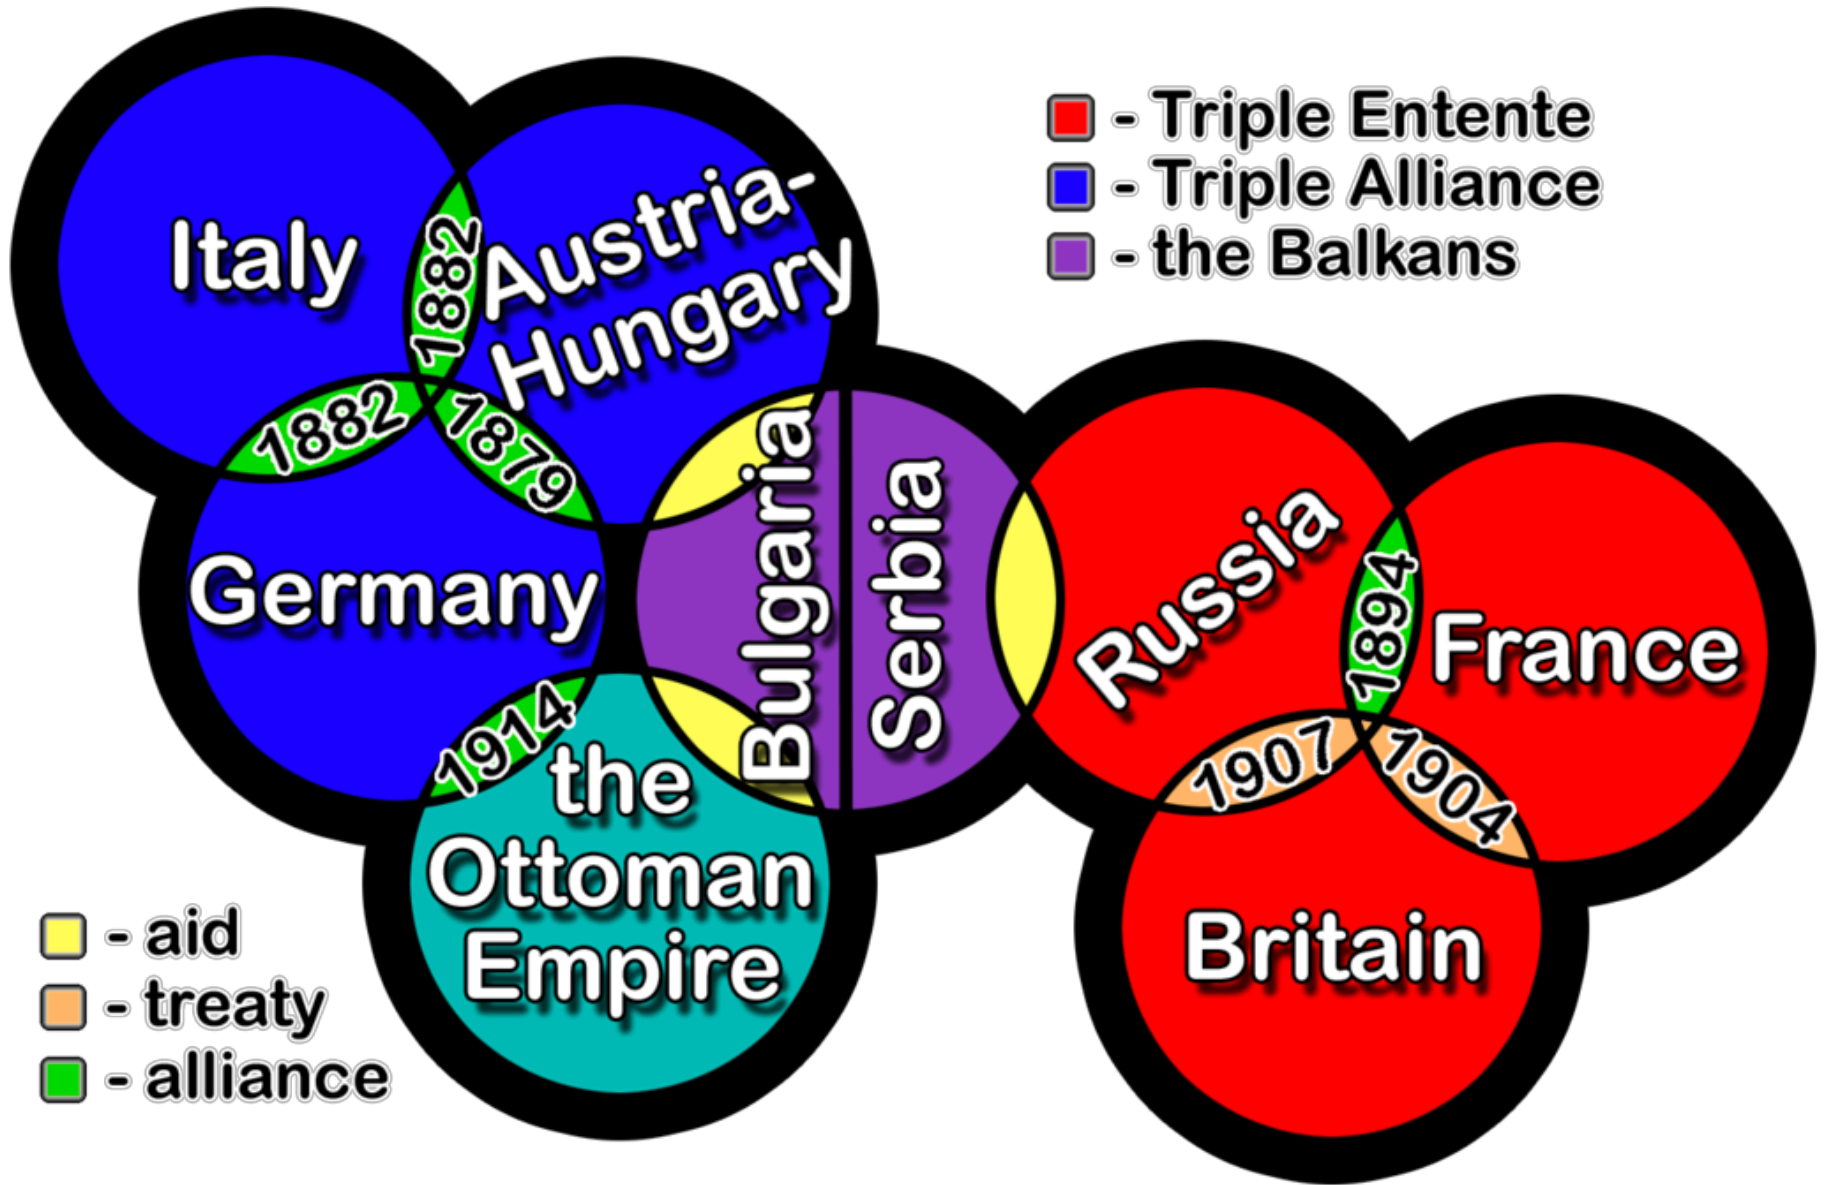 Italy
1882
Austria-
Hungary
- Triple Entente
- Triple Alliance
- the Balkans
1882
1879
Germany
Bulgaria
Serbia
Russia
1894
France
1914
the
Ottoman
Empire
1907
1904
Britain
- aid
- treaty
- alliance